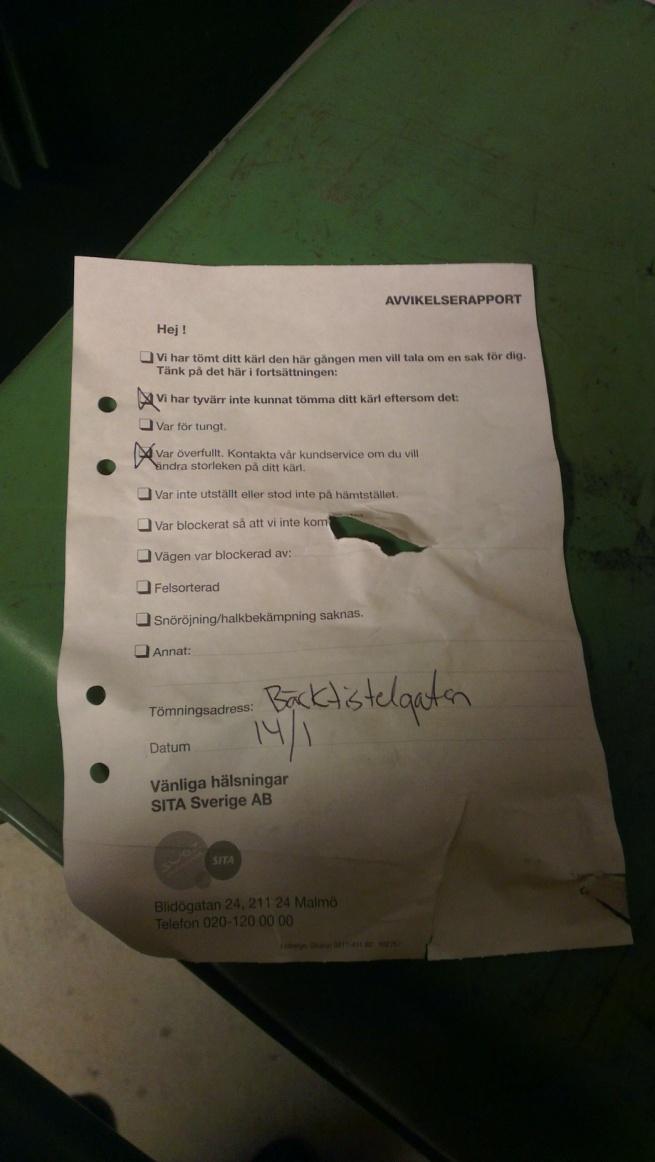 AVVIKELSERAPPORT
Hej !
Vi har tömt ditt kärl den här gången men vill tala om en sak för dig.
Tänk på det här i fortsättningen:
Vi har tyvärr inte kunnat tömma ditt kärl eftersom det:
Var för tungt.
Var överfullt. Kontakta vår kundservice om du vill
ändra storleken på ditt kärl.
Var inte utställt eller stod inte på hämtstället.
Var blockerat så att vi inte kom
Vägen var blockerad av:
Felsorterad
Snöröjning/halkbekämpning saknas.
Annat:
Tömningsadress: Bäcktistelgatan
Datum 14/1
Vänliga hälsningar
SITA Sverige AB
SITA
Blidögatan 24, 211 24 Malmö
Telefon 020-120 00 00